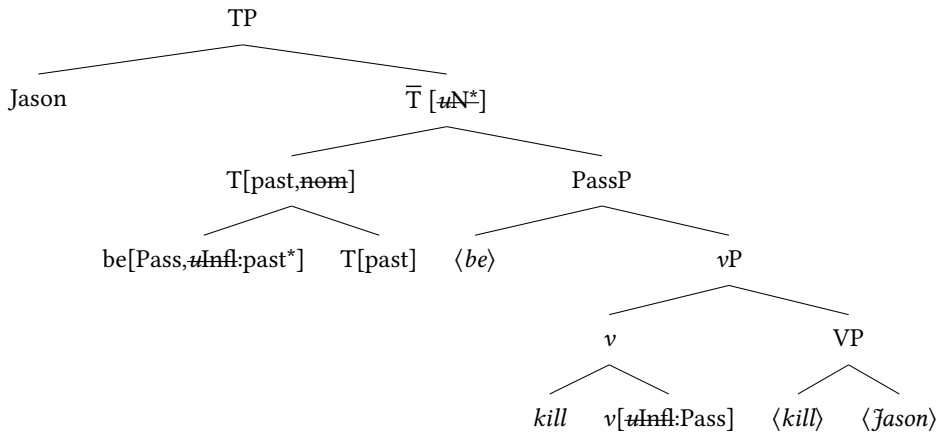 TP
Jason T̅ [uN*]
T[past,nom] PassP
be[Pass,uInfl:past*] T[past] ⟨be⟩ vP
v VP
kill v[uInfl:Pass] ⟨kill⟩ ⟨Jason⟩